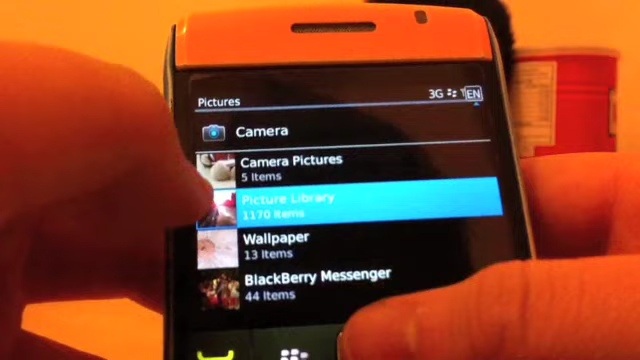 Pictures
3G EN
Camera
Camera Pictures
5 Items
Picture Library
1170 Items
Wallpaper
13 Items
BlackBerry Messenger
44 Items